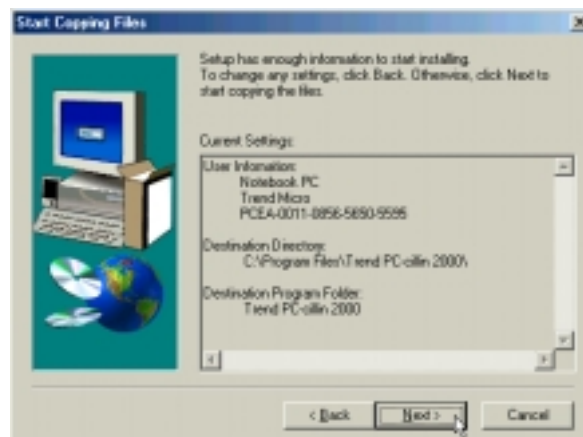 Start Copying Files
Setup has enough information to start installing.
To change any settings, click Back. Otherwise, click Next to
start copying the files.
Current Settings:
User Information:
Notebook PC
Trend Micro
PCEA-0011-0856-5650-5595
Destination Directory:
C:\Program Files\Trend PC-cillin 2000\
Destination Program Folder:
Trend PC-cillin 2000
< Back
Next >
Cancel